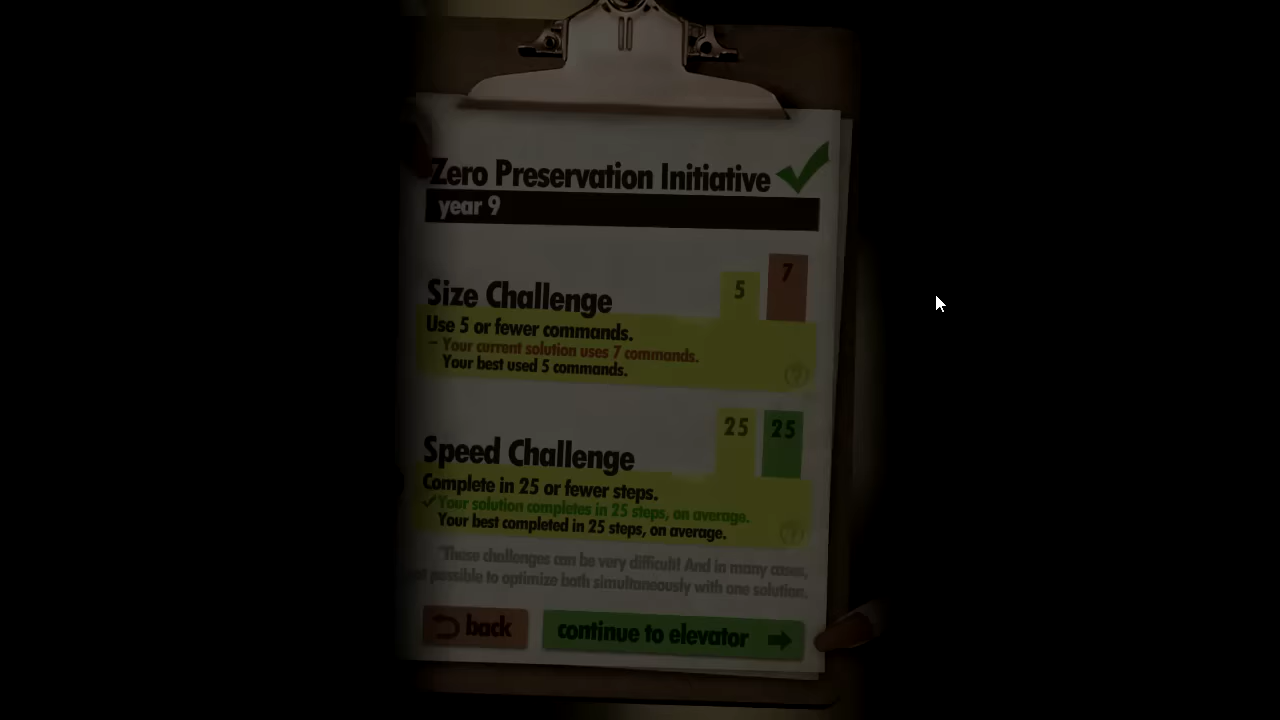 Zero Preservation Initiative
year 9
5
7
Size Challenge
Use 5 or fewer commands.
– Your current solution uses 7 commands.
Your best used 5 commands.
25
25
Speed Challenge
Complete in 25 or fewer steps.
Your solution completes in 25 steps, on average.
Your best completed in 25 steps, on average.
"These challenges can be very difficult! And in many cases,
possible to optimize both simultaneously with one solution.
back
continue to elevator